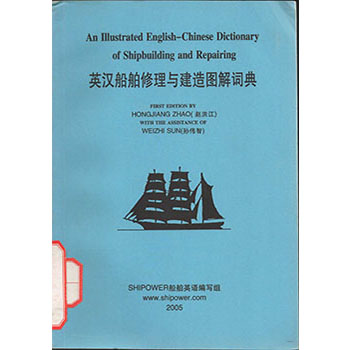 An Illustrated English-Chinese Dictionary
of Shipbuilding and Repairing
英汉船舶修理与建造图解词典
FIRST EDITION BY
HONGJIANG ZHAO(赵洪江)
WITH THE ASSISTANCE OF
WEIZHI SUN(孙伟智)
SHIPOWER船舶英语编写组
www.shipower.com
2005